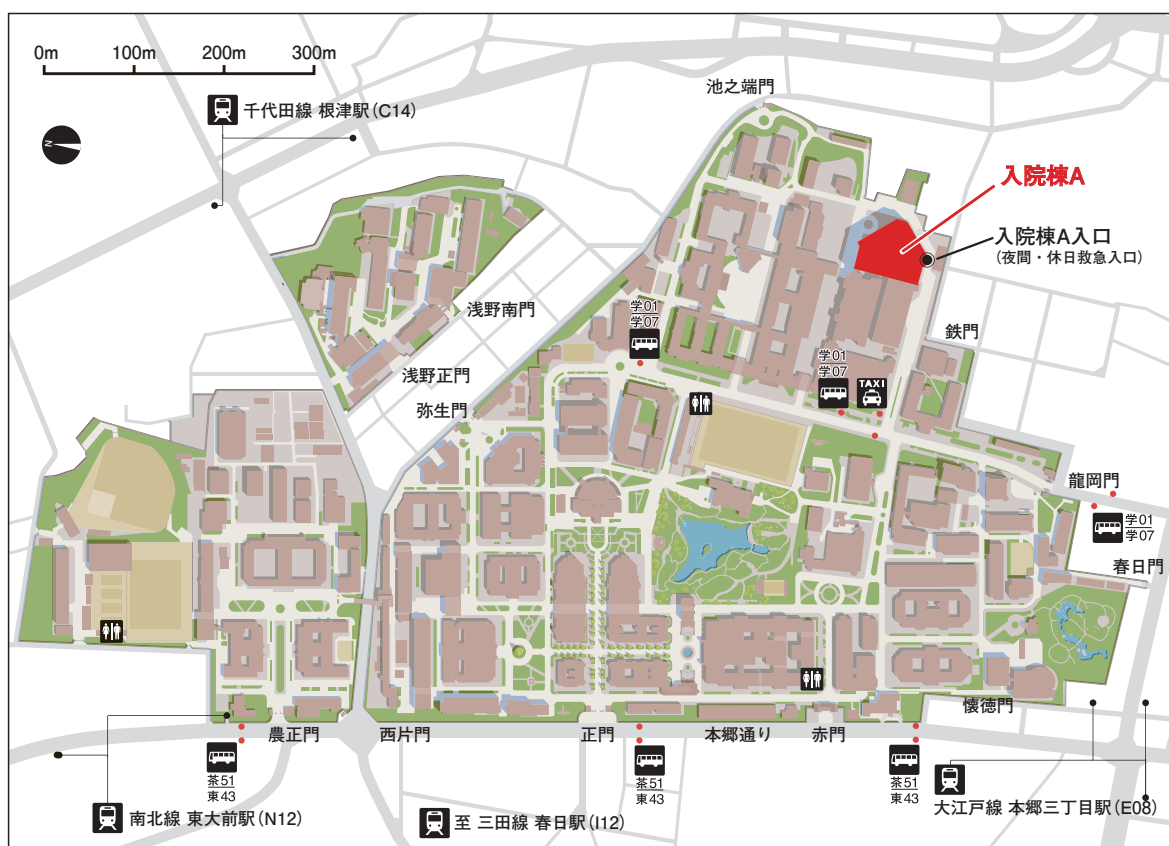 0m 100m 200m 300m
千代田線 根津駅(C14)
N
池之端門
入院棟A
入院棟A入口
(夜間・休日救急入口)
浅野南門
学01
学07
鉄門
浅野正門
学01
学07
TAXI
弥生門
龍岡門
学01
学07
春日門
懐徳門
農正門
西片門
正門
本郷通り
赤門
茶51
東43
茶51
東43
茶51
東43
南北線 東大前駅(N12)
至 三田線 春日駅(I12)
大江戸線 本郷三丁目駅(E08)